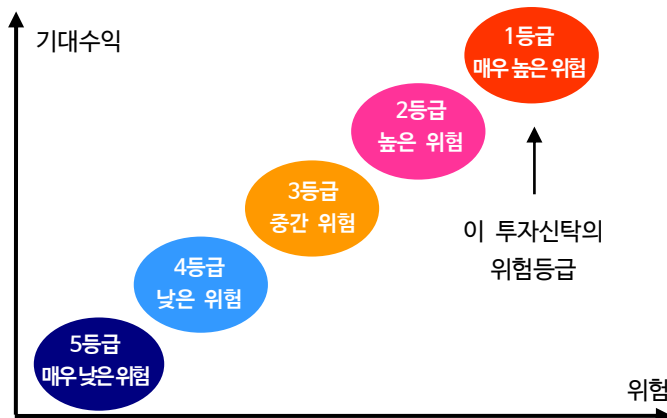 기대수익
1등급
매우 높은 위험
2등급
높은 위험
3등급
중간 위험
이 투자신탁의
위험등급
4등급
낮은 위험
5등급
매우 낮은 위험
위험